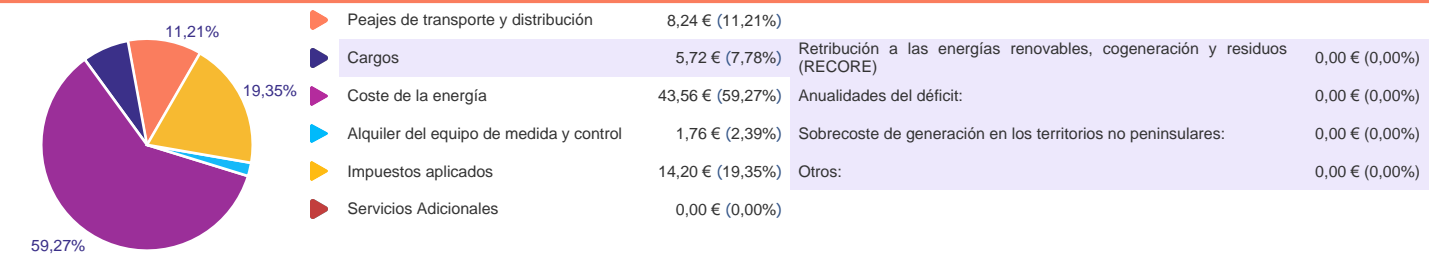 11,21%
19,35%
59,27%
Peajes de transporte y distribución 8,24 € (11,21%)
Cargos 5,72 € (7,78%) Retribución a las energías renovables, cogeneración y residuos
(RECORE) 0,00 € (0,00%)
Coste de la energía 43,56 € (59,27%) Anualidades del déficit: 0,00 € (0,00%)
Alquiler del equipo de medida y control 1,76 € (2,39%) Sobrecoste de generación en los territorios no peninsulares: 0,00 € (0,00%)
Impuestos aplicados 14,20 € (19,35%) Otros: 0,00 € (0,00%)
Servicios Adicionales 0,00 € (0,00%)